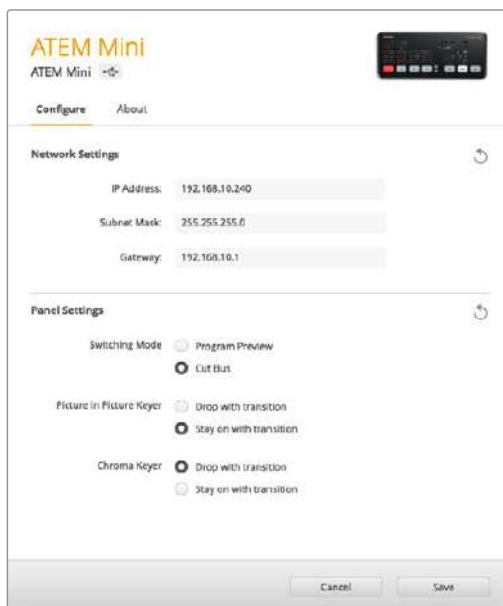 ATEM Mini
ATEM Mini
Configure About
Network Settings
IP Address: 192.168.10.240
Subnet Mask: 255.255.255.0
Gateway: 192.168.10.1
Panel Settings
Switching Mode Program Preview
Cut Bus
Picture in Picture Keyer Drop with transition
Stay on with transition
Chroma Keyer Drop with transition
Stay on with transition
Cancel Save